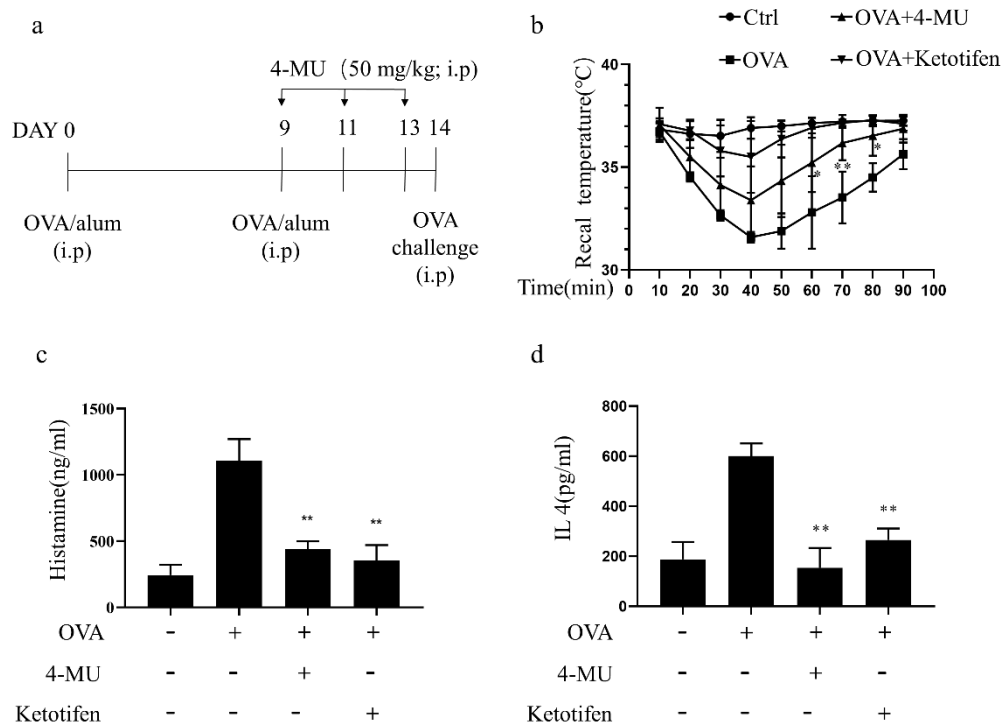 a
4-MU (50 mg/kg; i.p)
DAY 0 9 11 13 14
OVA/alum
(i.p)
OVA/alum
(i.p)
OVA
challenge
(i.p)
b
Ctrl
OVA+4-MU
OVA
OVA+Ketotifen
Recal temperature(°C)
40
35
30
Time(min) 0 10 20 30 40 50 60 70 80 90 100
*
**
*
c
Histamine(ng/ml)
1500
1000
500
0
**
**
OVA - + + +
4-MU - - + -
Ketotifen - - - +
d
IL 4(pg/ml)
800
600
400
200
0
**
**
OVA - + + +
4-MU - - + -
Ketotifen - - - +